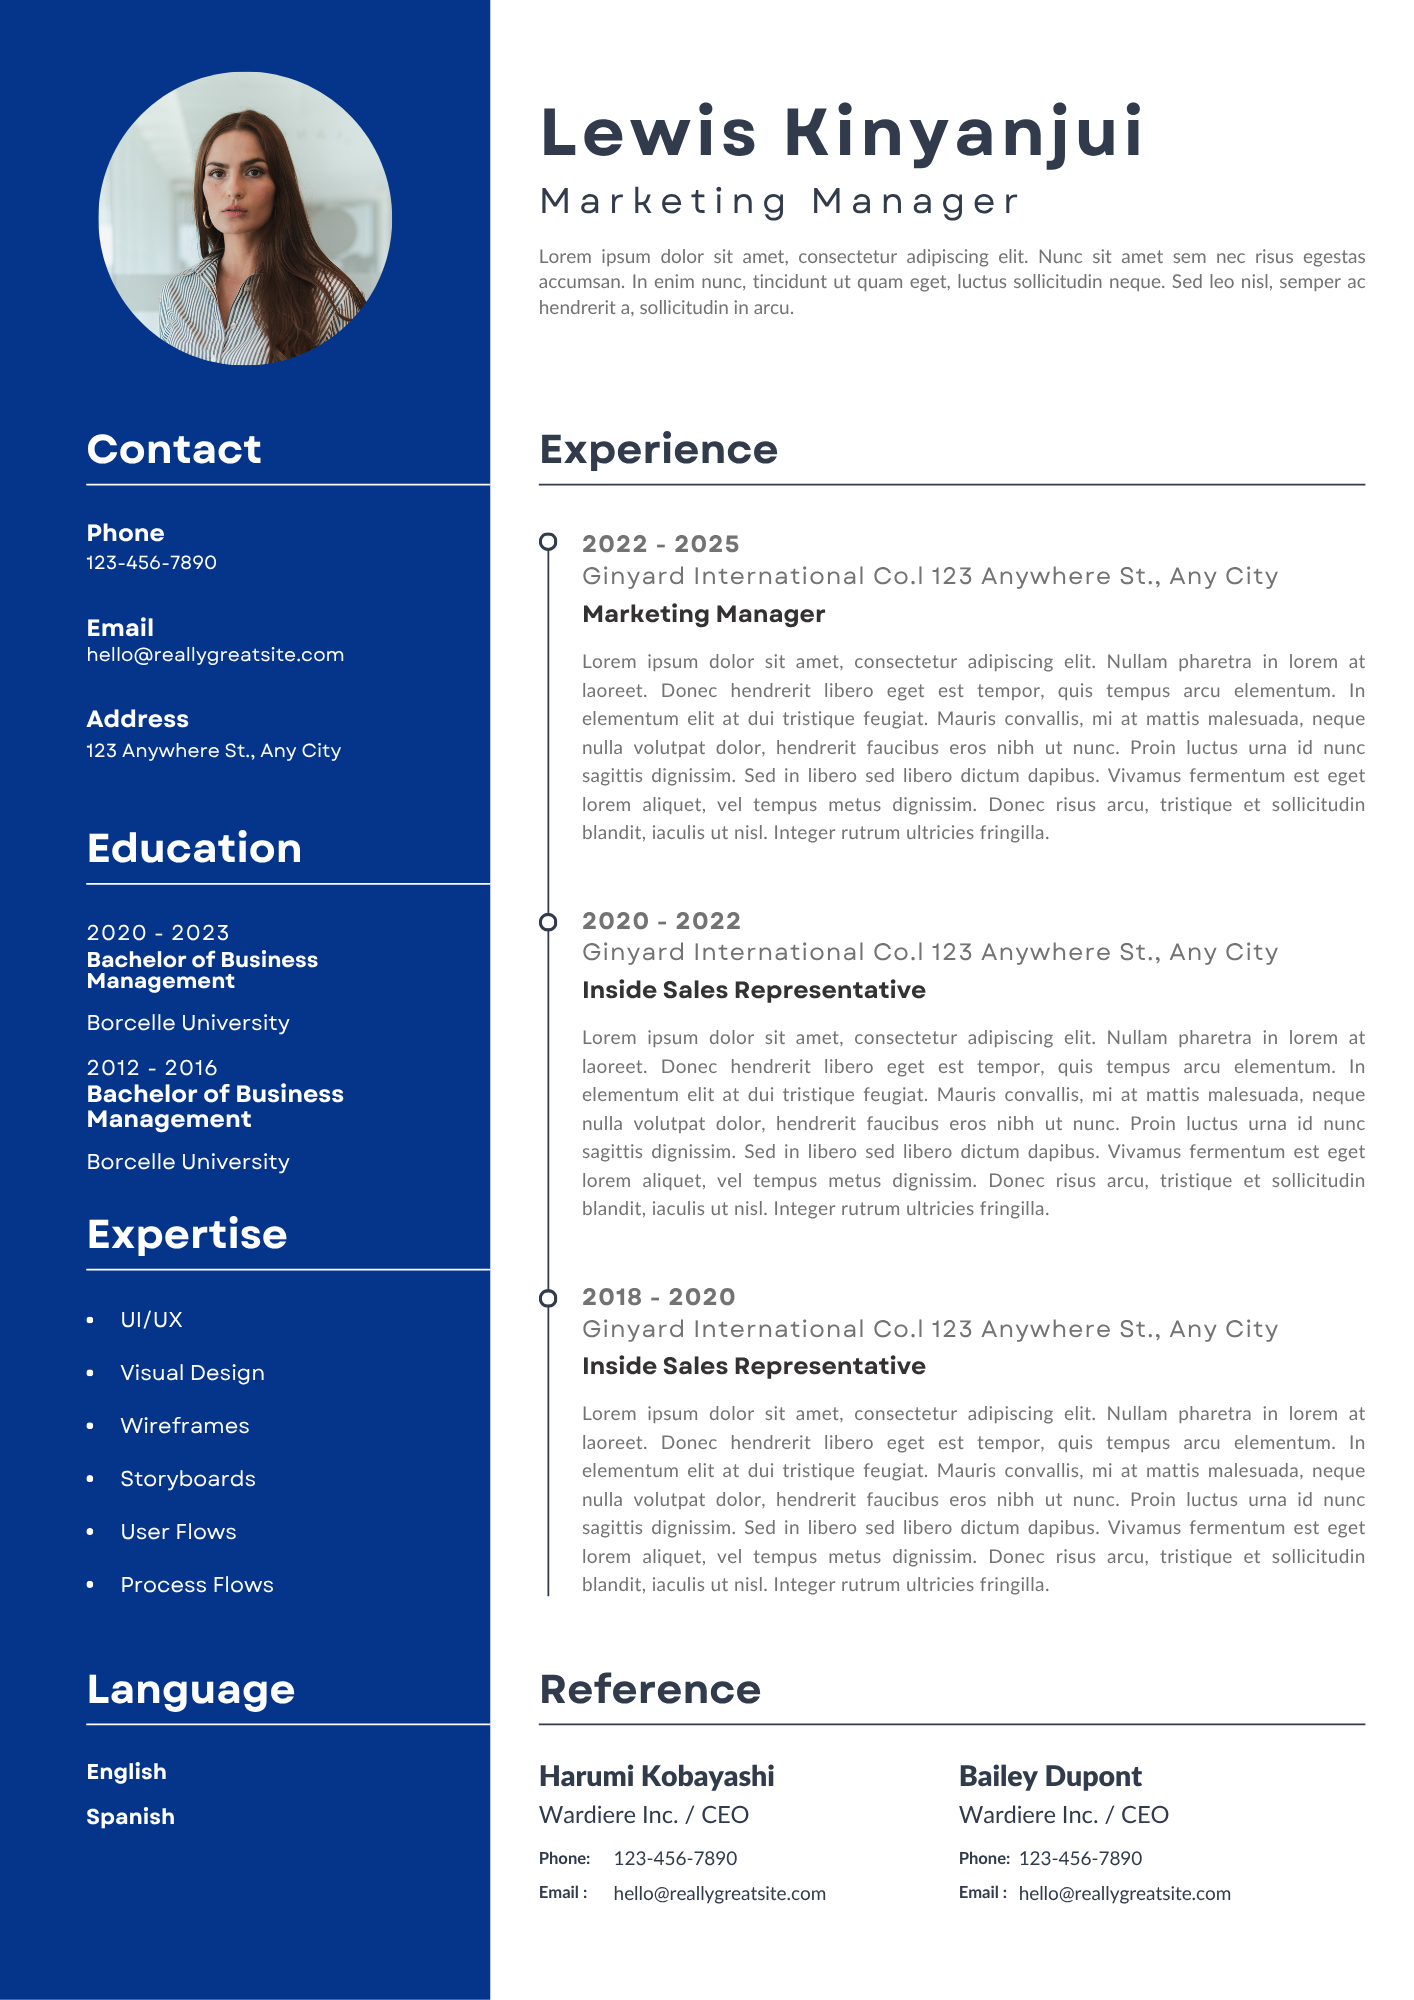 Lewis Kinyanjui
Marketing Manager
Lorem ipsum dolor sit amet, consectetur adipiscing elit. Nunc sit amet sem nec risus egestas
accumsan. In enim nunc, tincidunt ut quam eget, luctus sollicitudin neque. Sed leo nisl, semper ac
hendrerit a, sollicitudin in arcu.
Contact
Phone
123-456-7890
Email
hello@reallygreatsite.com
Address
123 Anywhere St., Any City
Education
2020 - 2023
Bachelor of Business
Management
Borcelle University
2012 - 2016
Bachelor of Business
Management
Borcelle University
Expertise
• UI/UX
• Visual Design
• Wireframes
• Storyboards
• User Flows
• Process Flows
Language
English
Spanish
Experience
2022 - 2025
Ginyard International Co.l 123 Anywhere St., Any City
Marketing Manager
Lorem ipsum dolor sit amet, consectetur adipiscing elit. Nullam pharetra in lorem at
laoreet. Donec hendrerit libero eget est tempor, quis tempus arcu elementum. In
elementum elit at dui tristique feugiat. Mauris convallis, mi at mattis malesuada, neque
nulla volutpat dolor, hendrerit faucibus eros nibh ut nunc. Proin luctus urna id nunc
sagittis dignissim. Sed in libero sed libero dictum dapibus. Vivamus fermentum est eget
lorem aliquet, vel tempus metus dignissim. Donec risus arcu, tristique et sollicitudin
blandit, iaculis ut nisl. Integer rutrum ultricies fringilla.
2020 - 2022
Ginyard International Co.l 123 Anywhere St., Any City
Inside Sales Representative
Lorem ipsum dolor sit amet, consectetur adipiscing elit. Nullam pharetra in lorem at
laoreet. Donec hendrerit libero eget est tempor, quis tempus arcu elementum. In
elementum elit at dui tristique feugiat. Mauris convallis, mi at mattis malesuada, neque
nulla volutpat dolor, hendrerit faucibus eros nibh ut nunc. Proin luctus urna id nunc
sagittis dignissim. Sed in libero sed libero dictum dapibus. Vivamus fermentum est eget
lorem aliquet, vel tempus metus dignissim. Donec risus arcu, tristique et sollicitudin
blandit, iaculis ut nisl. Integer rutrum ultricies fringilla.
2018 - 2020
Ginyard International Co.l 123 Anywhere St., Any City
Inside Sales Representative
Lorem ipsum dolor sit amet, consectetur adipiscing elit. Nullam pharetra in lorem at
laoreet. Donec hendrerit libero eget est tempor, quis tempus arcu elementum. In
elementum elit at dui tristique feugiat. Mauris convallis, mi at mattis malesuada, neque
nulla volutpat dolor, hendrerit faucibus eros nibh ut nunc. Proin luctus urna id nunc
sagittis dignissim. Sed in libero sed libero dictum dapibus. Vivamus fermentum est eget
lorem aliquet, vel tempus metus dignissim. Donec risus arcu, tristique et sollicitudin
blandit, iaculis ut nisl. Integer rutrum ultricies fringilla.
Reference
Harumi Kobayashi
Wardiere Inc. / CEO
Phone: 123-456-7890
Email : hello@reallygreatsite.com
Bailey Dupont
Wardiere Inc. / CEO
Phone: 123-456-7890
Email : hello@reallygreatsite.com